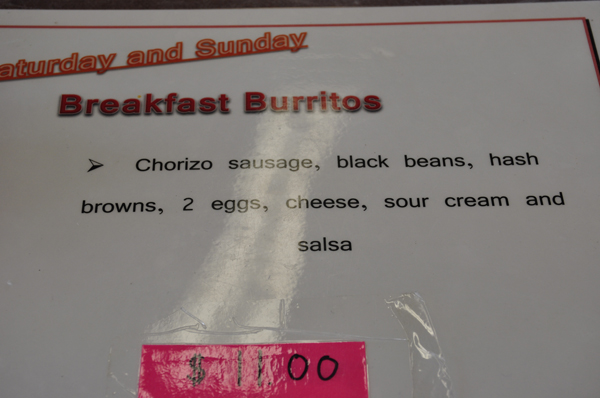 aturday and Sunday
Breakfast Burritos
➢ Chorizo sausage, black beans, hash
browns, 2 eggs, cheese, sour cream and
salsa
$ 11 00